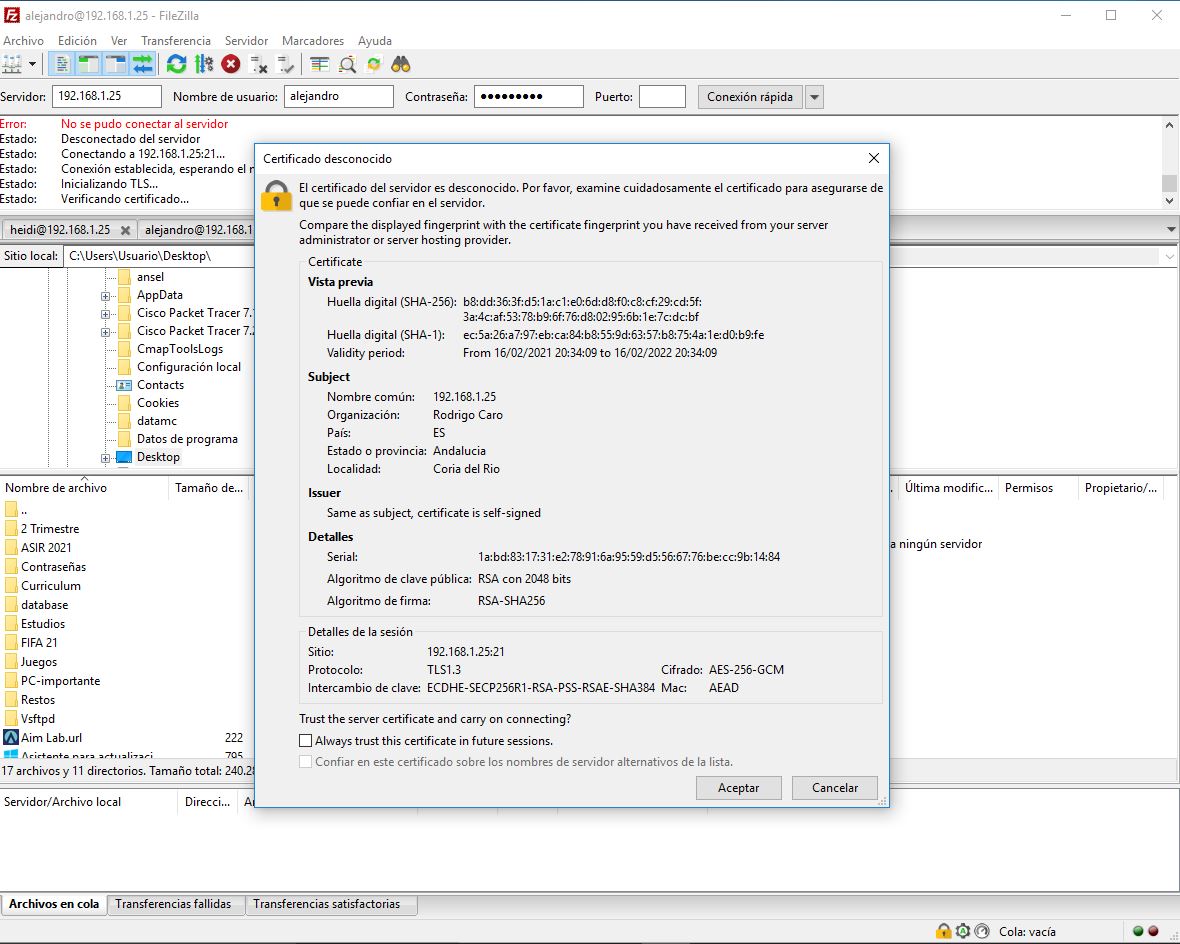 alejandro@192.168.1.25 - FileZilla
Archivo Edición Ver Transferencia Servidor Marcadores Ayuda
Servidor: 192.168.1.25 Nombre de usuario: alejandro Contraseña: ●●●●●●●●● Puerto: Conexión rápida
Error: No se pudo conectar al servidor
Estado: Desconectado del servidor
Estado: Conectando a 192.168.1.25:21...
Estado: Conexión establecida, esperando el
Estado: Inicializando TLS...
Estado: Verificando certificado...
heidi@192.168.1.25 alejandro@192.168.1
Sitio local: C:\Users\Usuario\Desktop\
ansel
AppData
Cisco Packet Tracer 7.
Cisco Packet Tracer 7.2
CmapToolsLogs
Configuración local
Contacts
Cookies
datamc
Datos de programa
Desktop
Nombre de archivo Tamaño de...
..
2 Trimestre
ASIR 2021
Contraseñas
Curriculum
database
Estudios
FIFA 21
Juegos
PC-importante
Restos
Vsftpd
Aim Lab.url 222
Asistente para actualizaci... 795
17 archivos y 11 directorios. Tamaño total: 240.28
Certificado desconocido
El certificado del servidor es desconocido. Por favor, examine cuidadosamente el certificado para asegurarse de
que se puede confiar en el servidor.
Compare the displayed fingerprint with the certificate fingerprint you have received from your server
administrator or server hosting provider.
Certificate
Vista previa
Huella digital (SHA-256): b8:dd:36:3f:d5:1a:c1:e0:6d:d8:f0:c8:cf:29:cd:5f:
3a:4c:af:53:78:b9:6f:76:d8:02:95:6b:1e:7c:dc:bf
Huella digital (SHA-1): ec:5a:26:a7:97:eb:ca:84:b8:55:9d:63:57:b8:75:4a:1e:d0:b9:fe
Validity period: From 16/02/2021 20:34:09 to 16/02/2022 20:34:09
Subject
Nombre común: 192.168.1.25
Organización: Rodrigo Caro
País: ES
Estado o provincia: Andalucia
Localidad: Coria del Rio
Issuer
Same as subject, certificate is self-signed
Detalles
Serial: 1a:bd:83:17:31:e2:78:91:6a:95:59:d5:56:67:76:be:cc:9b:14:84
Algoritmo de clave pública: RSA con 2048 bits
Algoritmo de firma: RSA-SHA256
Detalles de la sesión
Sitio: 192.168.1.25:21
Protocolo: TLS1.3 Cifrado: AES-256-GCM
Intercambio de clave: ECDHE-SECP256R1-RSA-PSS-RSAE-SHA384 Mac: AEAD
Trust the server certificate and carry on connecting?
Always trust this certificate in future sessions.
Confiar en este certificado sobre los nombres de servidor alternativos de la lista.
Aceptar Cancelar
Última modific... Permisos Propietario/...
a ningún servidor
Servidor/Archivo local Direcci...
Archivos en cola Transferencias fallidas Transferencias satisfactorias
Cola: vacía